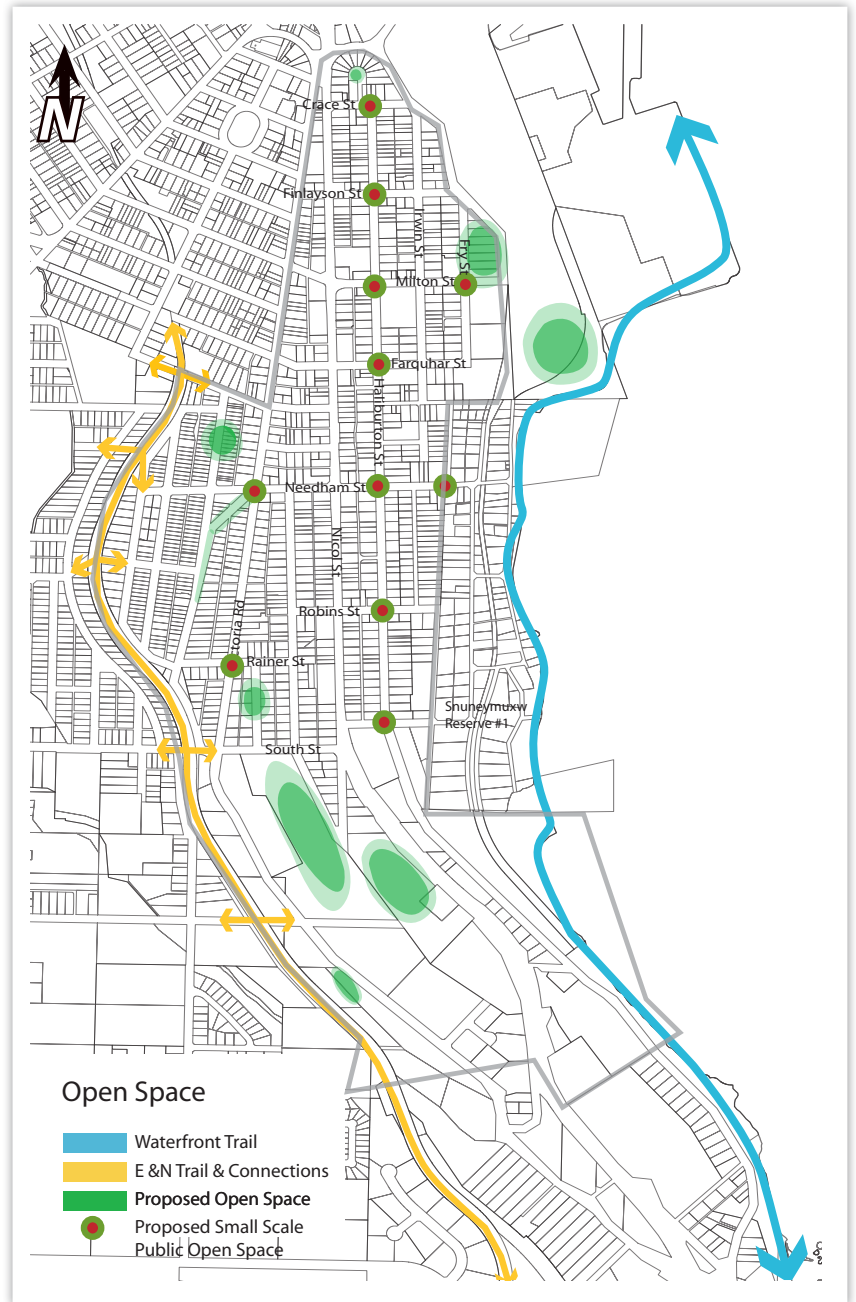 N
Crace St
Finlayson St
Irwin St
Fry St
Milton St
Farquhar St
Haliburton St
Needham St
Nicol St
Robins St
toria Rd
Rainer St
Snuneymuxw
Reserve #1
South St
Open Space
Waterfront Trail
E &N Trail & Connections
Proposed Open Space
Proposed Small Scale
Public Open Space